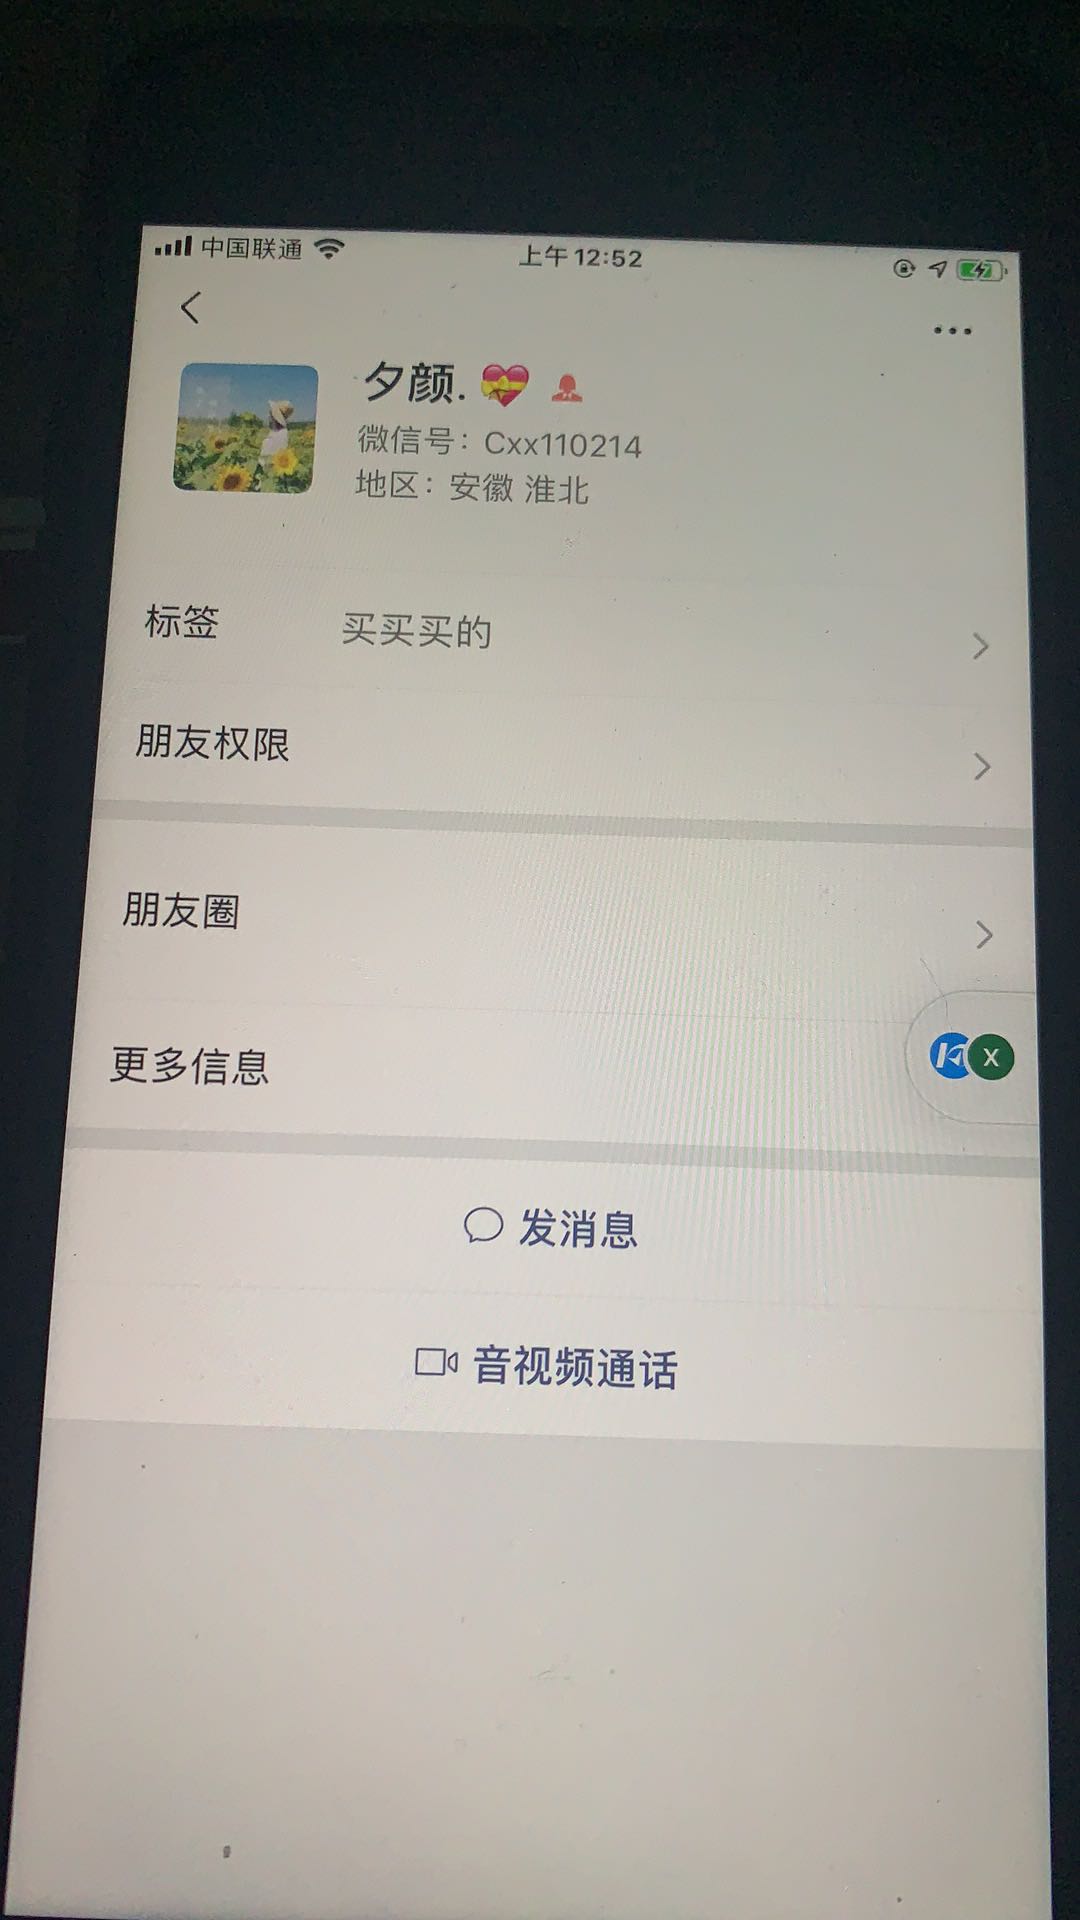 中国联通 上午12:52
夕颜.
微信号：Cxx110214
地区：安徽 淮北
标签 买买买的
朋友权限
朋友圈
更多信息
X
发消息
音视频通话